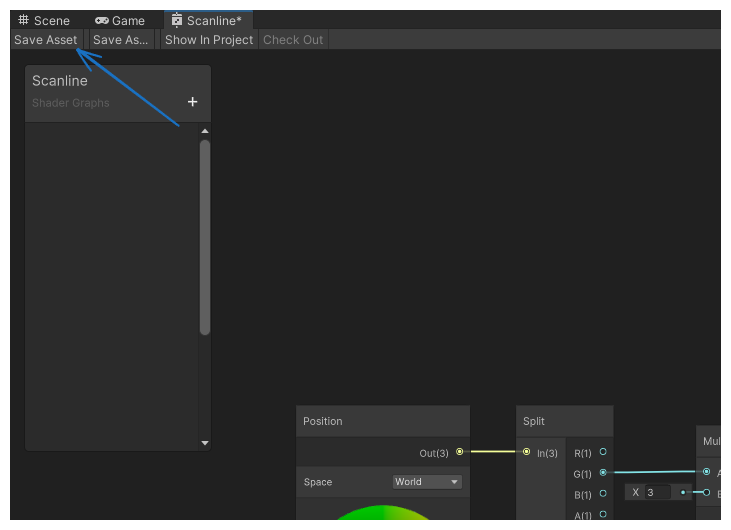 Scene Game Scanline*
Save Asset Save As... Show In Project Check Out
Scanline
Shader Graphs
+
Position
Out(3)
Space World
Split
In(3) R(1)
G(1)
B(1)
A(1)
X 3
Mul
A
B